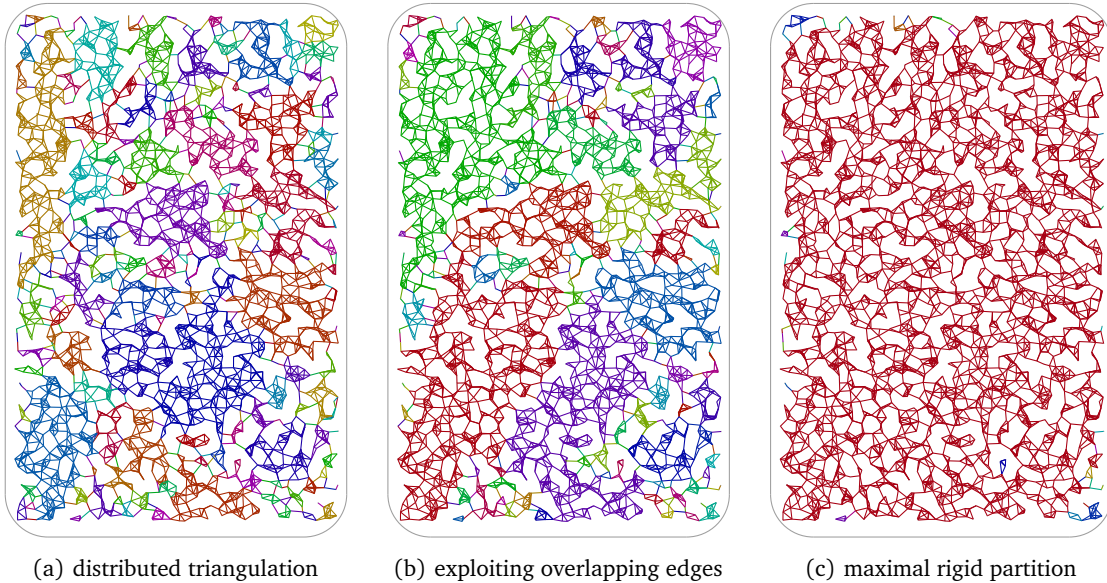 (a) distributed triangulation
(b) exploiting overlapping edges
(c) maximal rigid partition